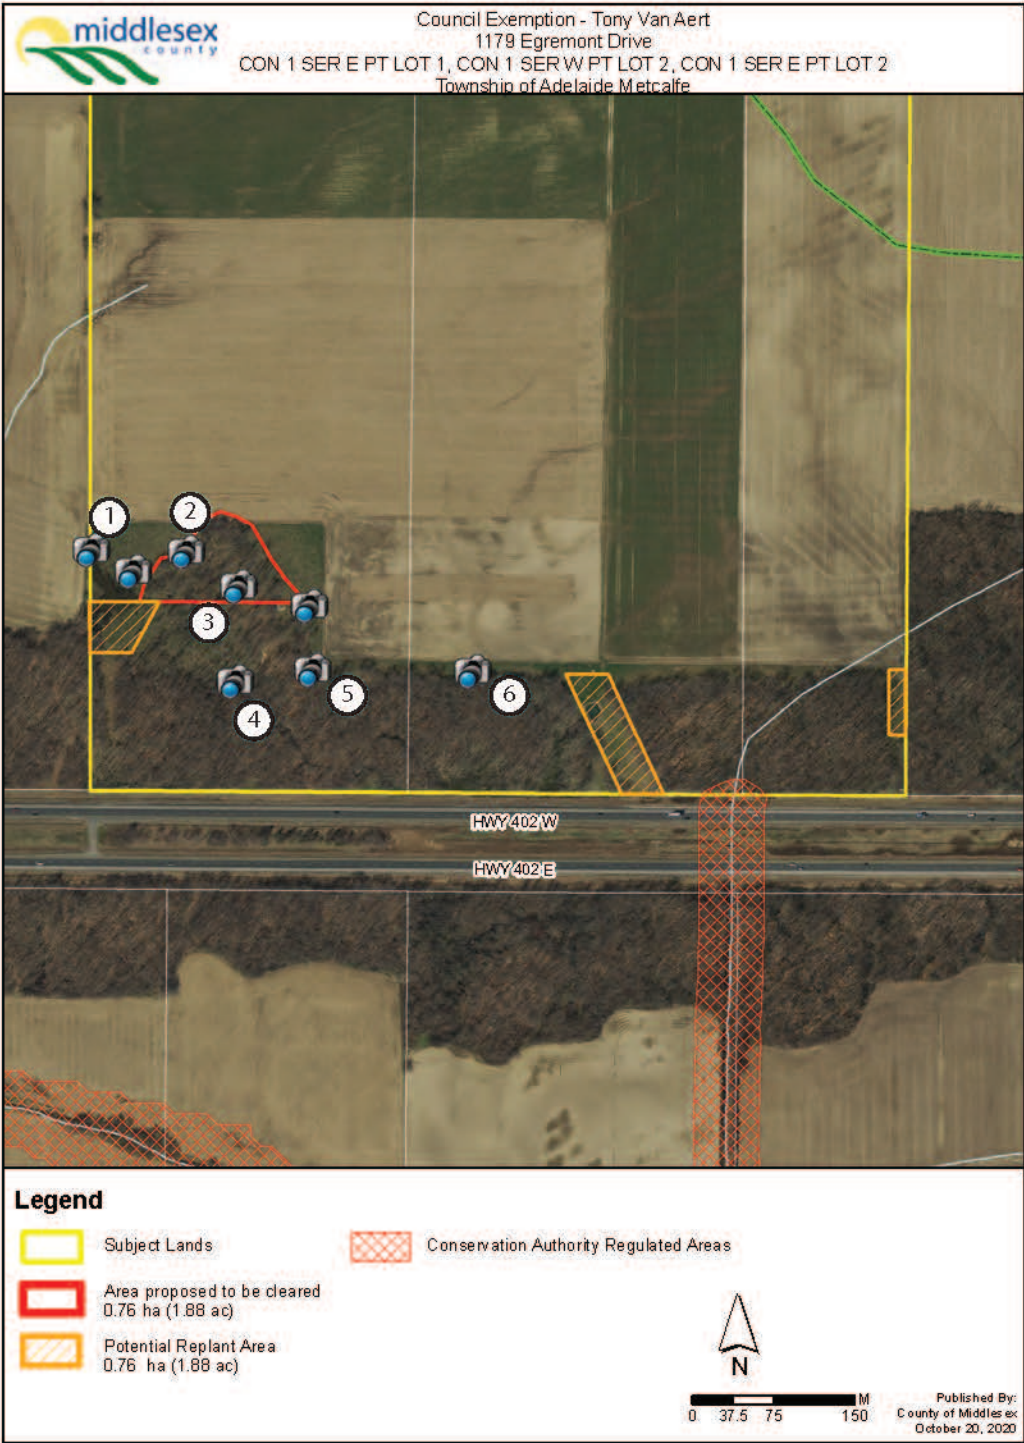 middlesex
county
Council Exemption - Tony Van Aert
1179 Egremont Drive
CON 1 SER E PT LOT 1, CON 1 SER W PT LOT 2, CON 1 SER E PT LOT 2
Township of Adelaide Metcalfe
1
2
3
4
5
6
HWY 402 W
HWY 402 E
Legend
Subject Lands
Area proposed to be cleared
0.76 ha (1.88 ac)
Potential Replant Area
0.76 ha (1.88 ac)
Conservation Authority Regulated Areas
N
M
0 37.5 75 150
Published By:
County of Middlesex
October 20, 2020